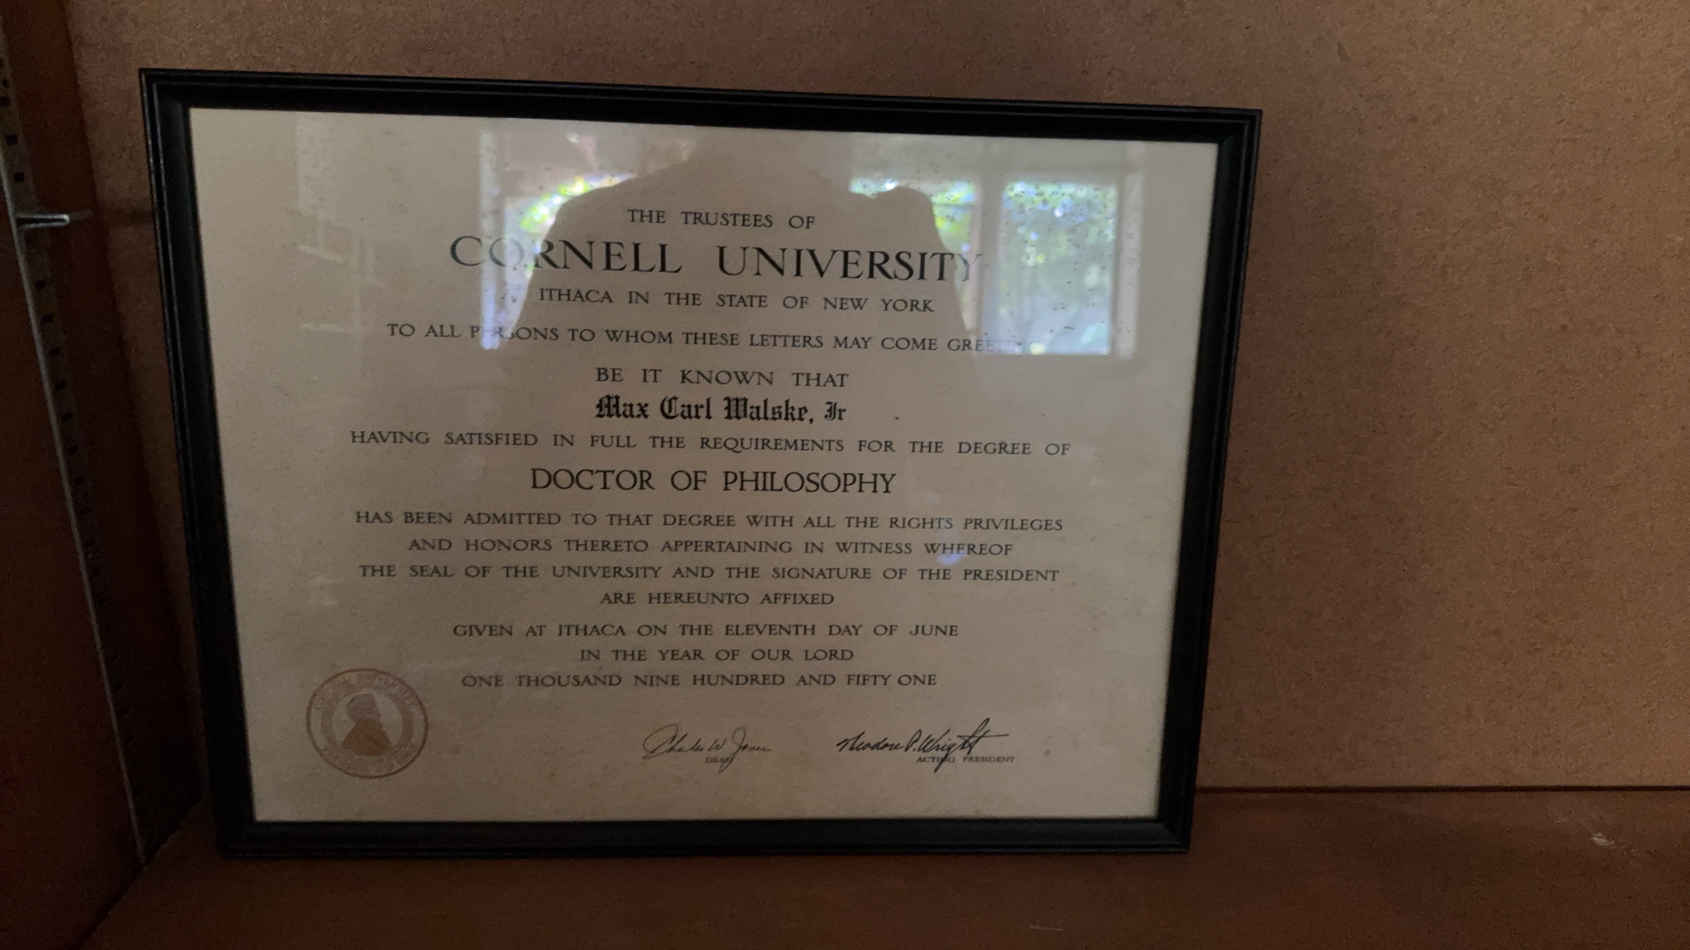 THE TRUSTEES OF
CORNELL UNIVERSITY
ITHACA IN THE STATE OF NEW YORK
TO ALL PERSONS TO WHOM THESE LETTERS MAY COME GREETING
BE IT KNOWN THAT
Max Carl Walske, Jr
HAVING SATISFIED IN FULL THE REQUIREMENTS FOR THE DEGREE OF
DOCTOR OF PHILOSOPHY
HAS BEEN ADMITTED TO THAT DEGREE WITH ALL THE RIGHTS PRIVILEGES
AND HONORS THERETO APPERTAINING IN WITNESS WHEREOF
THE SEAL OF THE UNIVERSITY AND THE SIGNATURE OF THE PRESIDENT
ARE HEREUNTO AFFIXED
GIVEN AT ITHACA ON THE ELEVENTH DAY OF JUNE
IN THE YEAR OF OUR LORD
ONE THOUSAND NINE HUNDRED AND FIFTY ONE
Charles W. Jones Theodore P. Wright
DEAN ACTING PRESIDENT